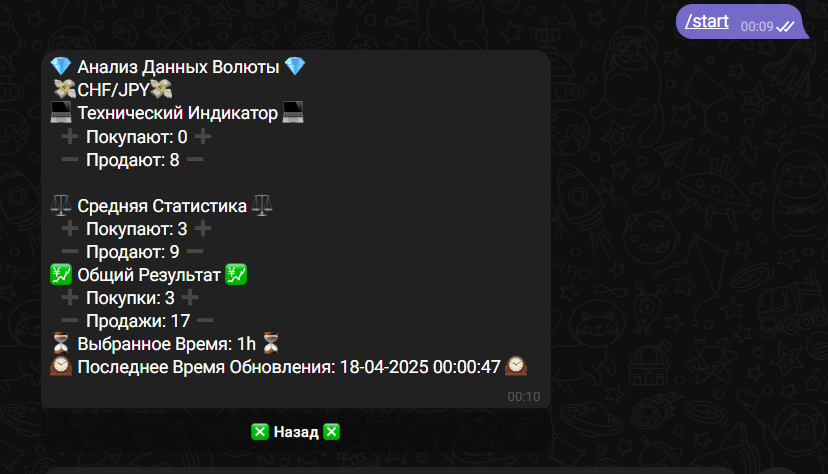 /start 00:09
💎 Анализ Данных Волюты 💎
💸CHF/JPY💸
💻 Технический Индикатор 💻
➕ Покупают: 0 ➕
➖ Продают: 8 ➖
⚖️ Средняя Статистика ⚖️
➕ Покупают: 3 ➕
➖ Продают: 9 ➖
💹 Общий Результат 💹
➕ Покупки: 3 ➕
➖ Продажи: 17 ➖
⏳ Выбранное Время: 1h ⏳
🕰 Последнее Время Обновления: 18-04-2025 00:00:47 🕰
00:10
❎ Назад ❎